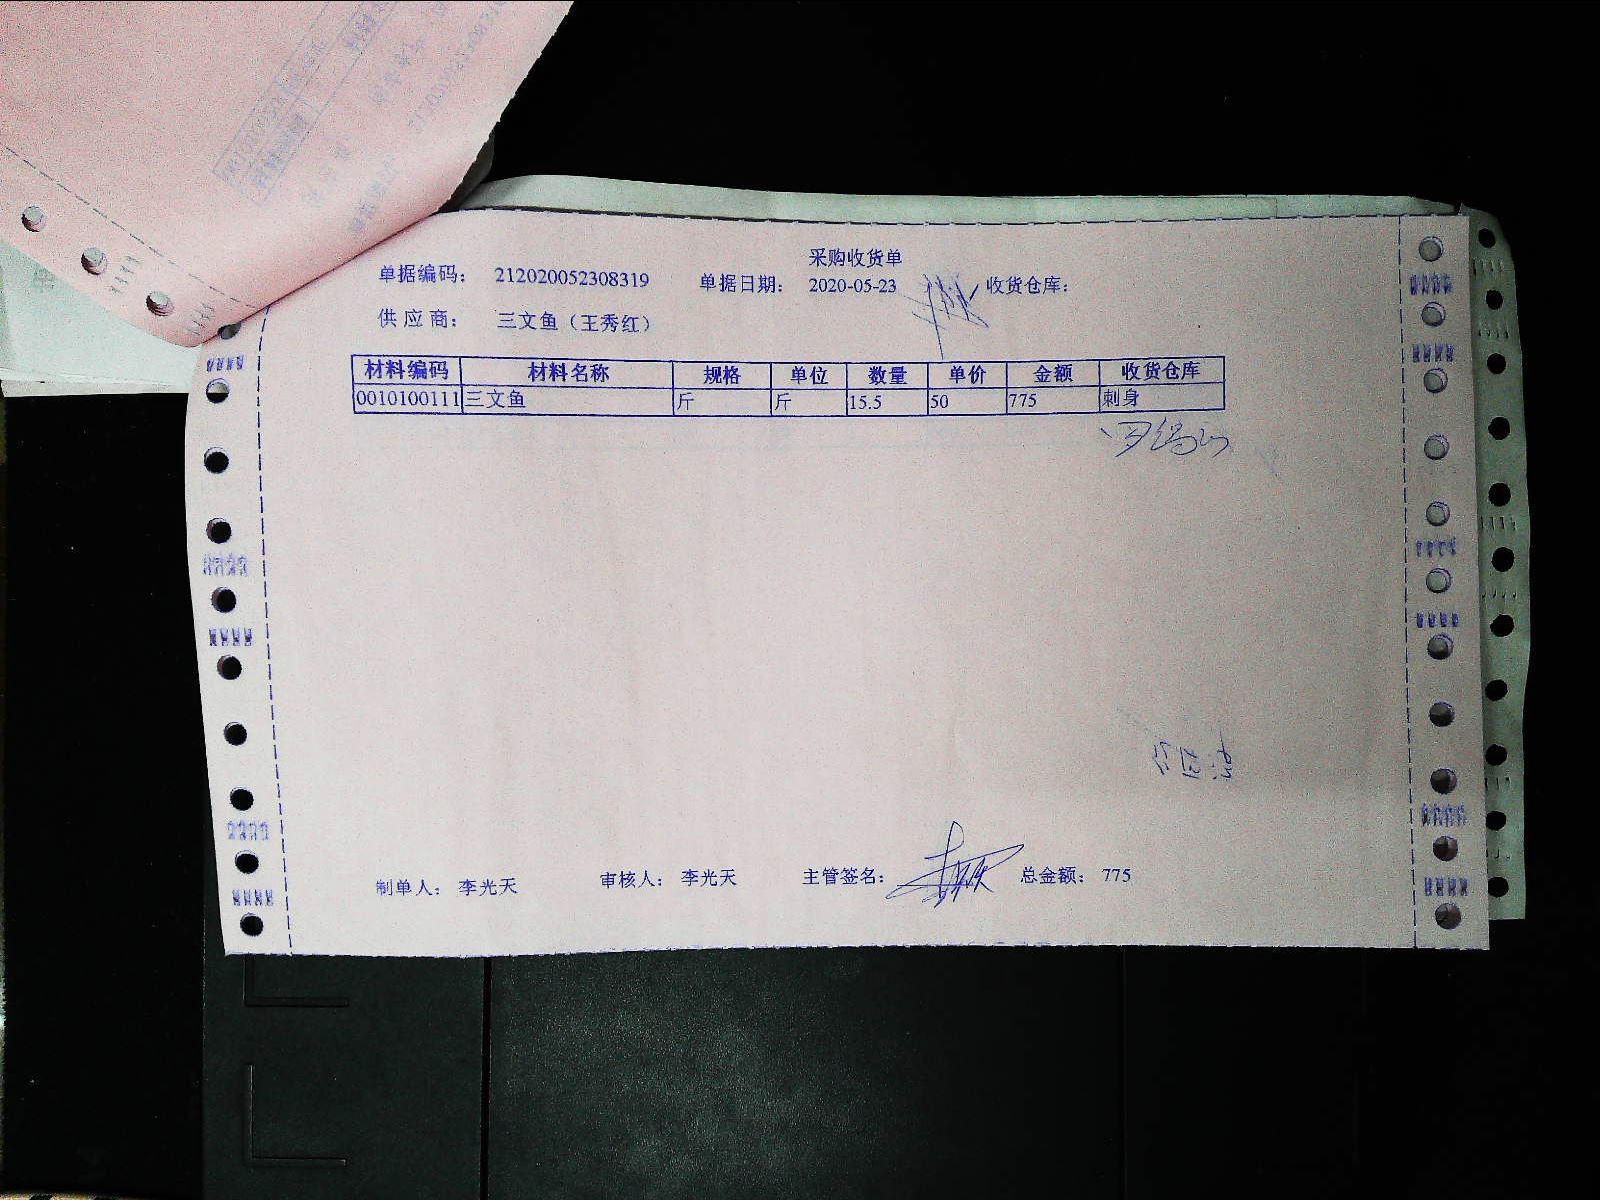 采购收货单
单据编码： 212020052308319 单据日期： 2020-05-23 收货仓库：
供应商： 三文鱼（王秀红）
材料编码 材料名称 规格 单位 数量 单价 金额 收货仓库
0010100111 三文鱼 斤 斤 15.5 50 775 刺身
制单人： 李光天 审核人： 李光天 主管签名： 总金额： 775